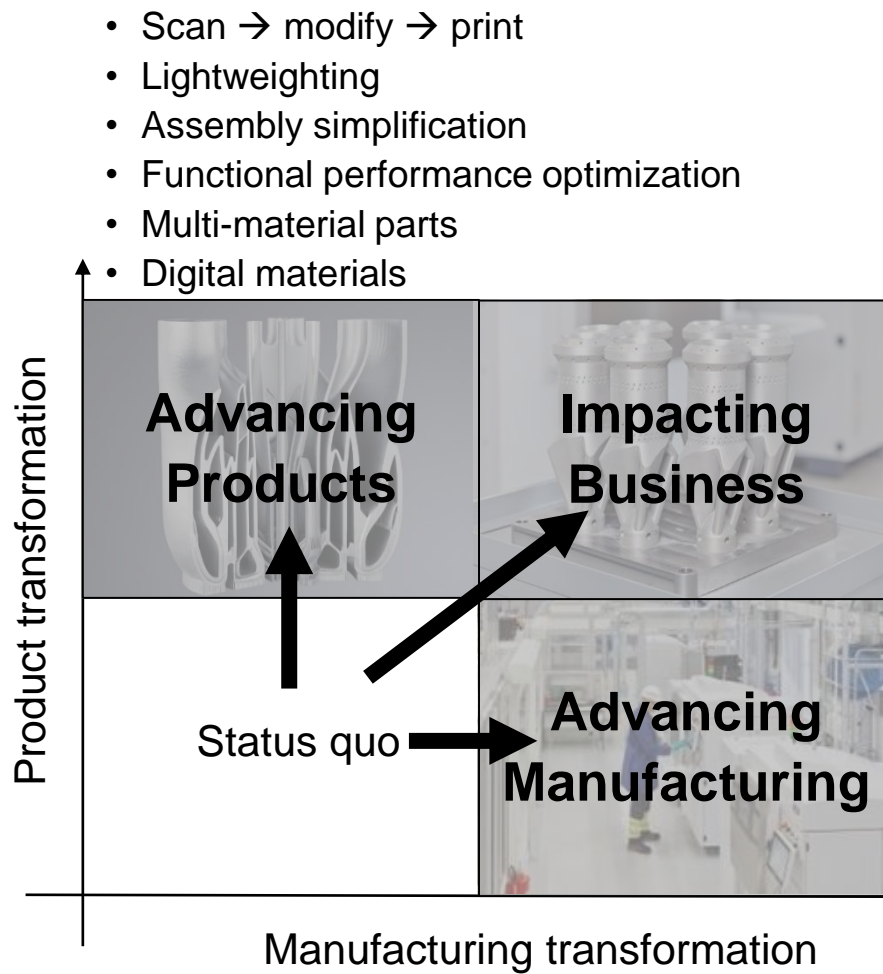 • Scan → modify → print
• Lightweighting
• Assembly simplification
• Functional performance optimization
• Multi-material parts
• Digital materials
Product transformation
Advancing
Products
Impacting
Business
Status quo
Advancing
Manufacturing
Manufacturing transformation